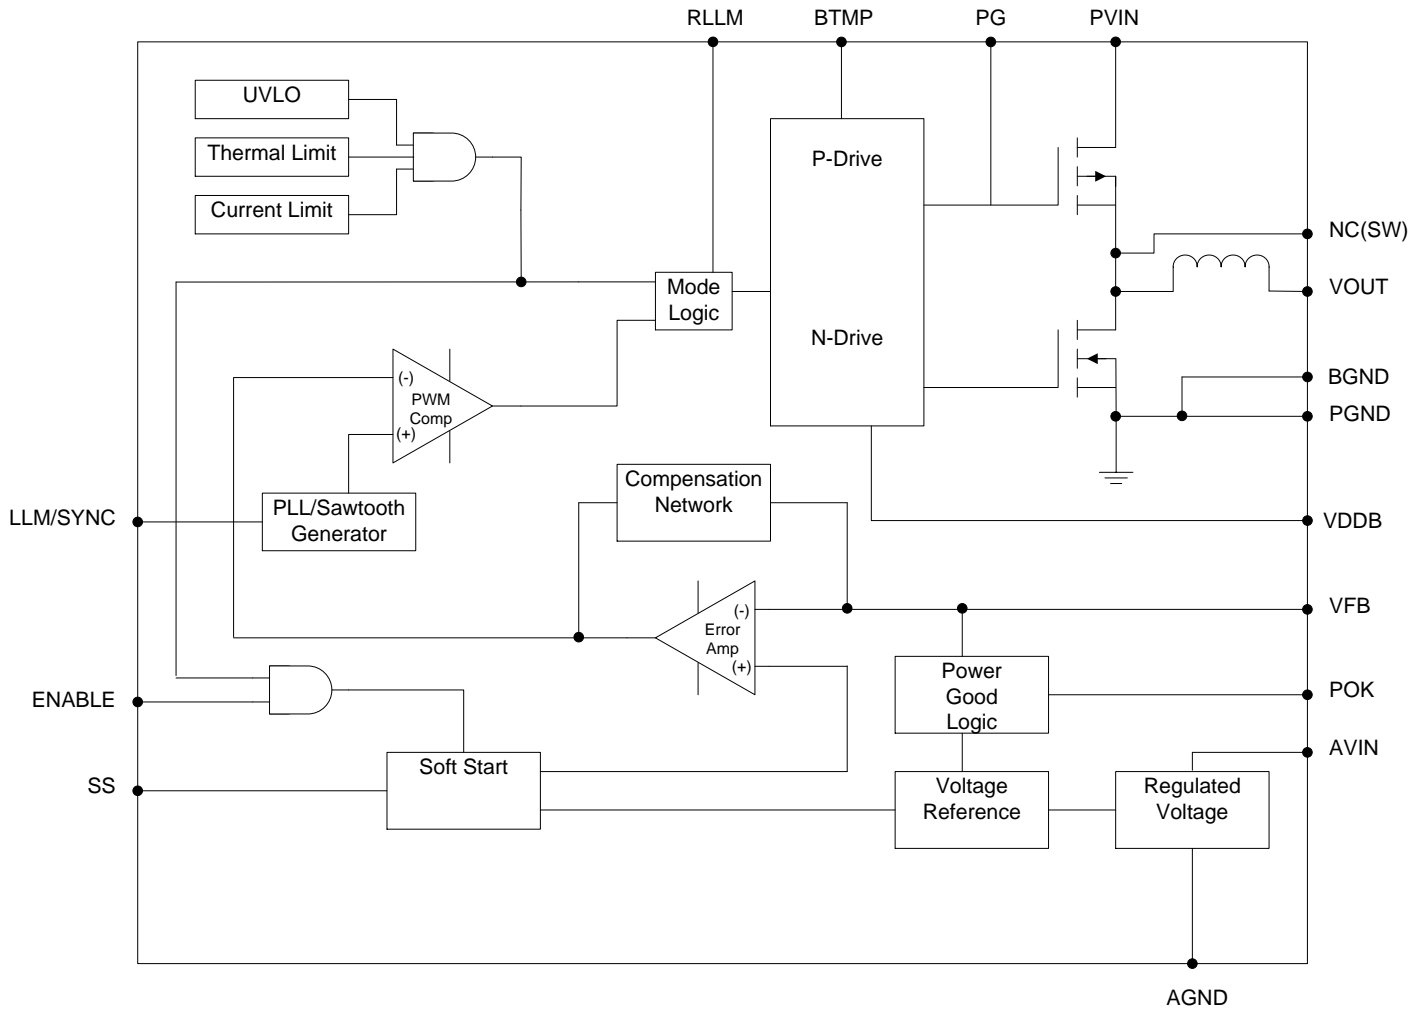 RLLM
BTMP
PG
PVIN
UVLO
Thermal Limit
Current Limit
P-Drive
N-Drive
Mode
Logic
NC(SW)
VOUT
BGND
PGND
(-)
PWM
Comp
(+)
PLL/Sawtooth
Generator
LLM/SYNC
Compensation
Network
VDDB
(-)
Error
Amp
(+)
VFB
Power
Good
Logic
POK
ENABLE
AVIN
SS
Soft Start
Voltage
Reference
Regulated
Voltage
AGND